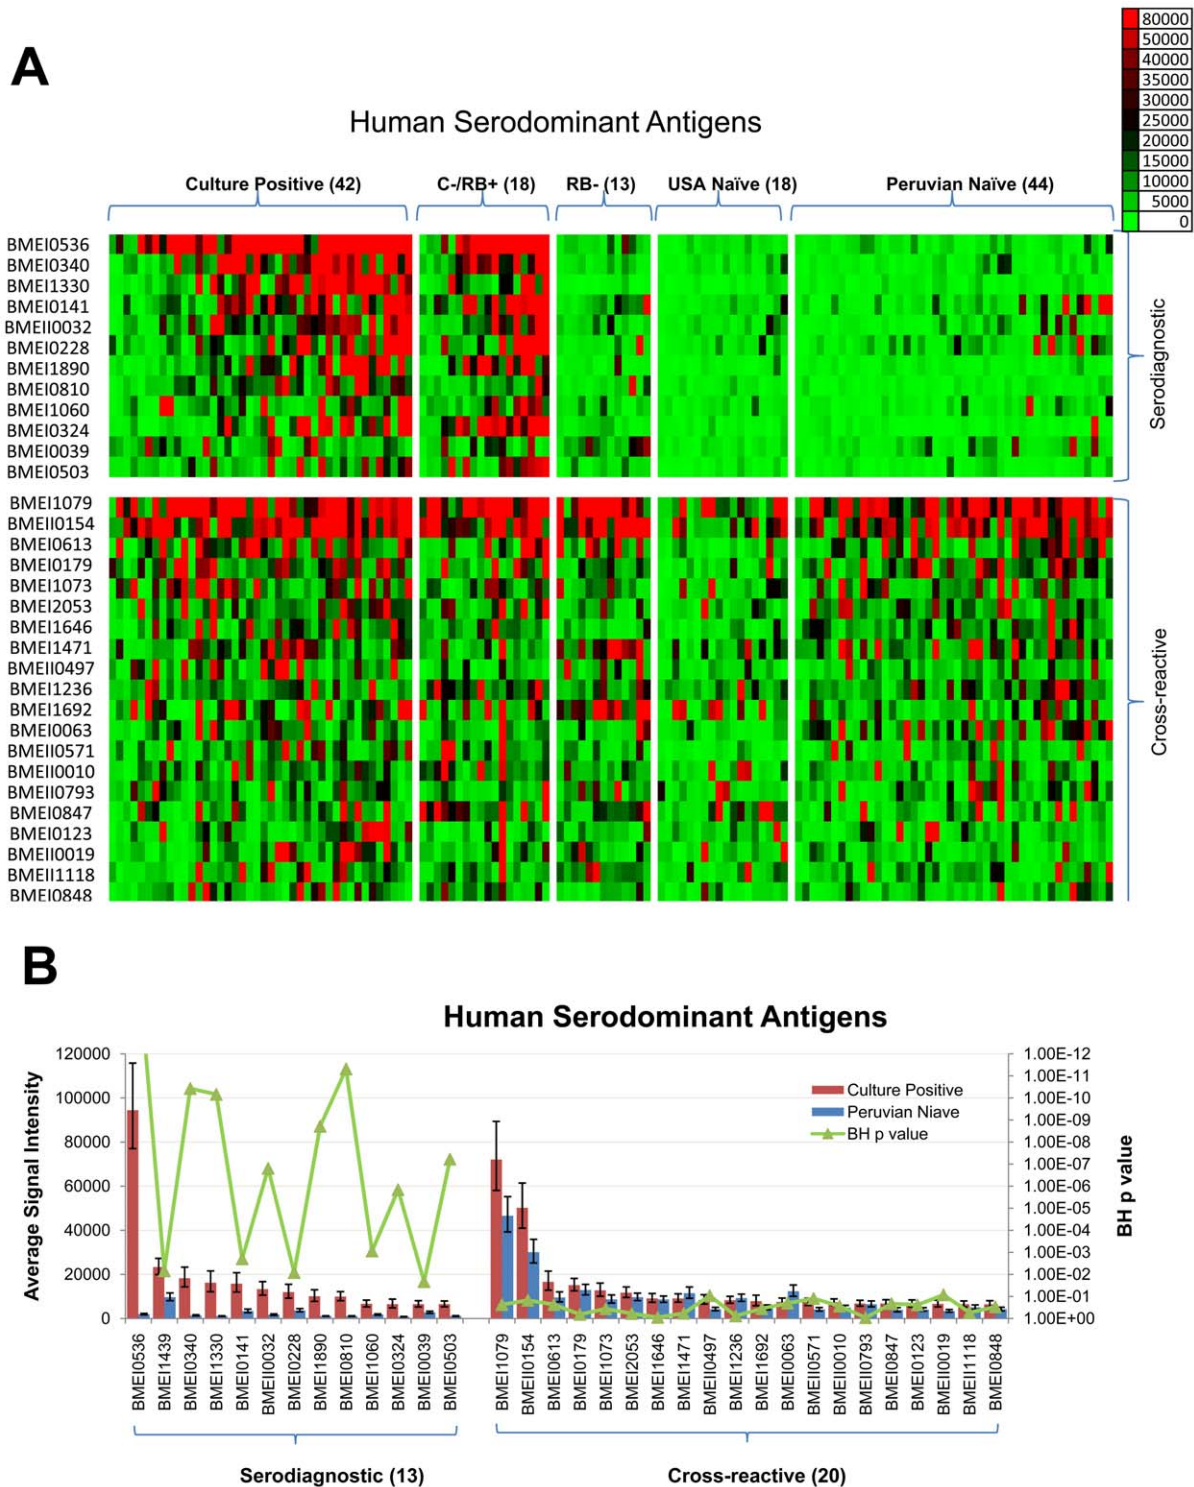 A
80000
50000
40000
35000
30000
25000
20000
15000
10000
5000
0
Human Serodominant Antigens
Culture Positive (42) C-/RB+ (18) RB- (13) USA Naïve (18) Peruvian Naïve (44)
BMEI0536
BMEI0340
BMEI1330
BMEI0141
BMEII0032
BMEI0228
BMEI1890
BMEI0810
BMEI1060
BMEI0324
BMEI0039
BMEI0503
Serodiagnostic
BMEI1079
BMEII0154
BMEI0613
BMEI0179
BMEI1073
BMEI2053
BMEI1646
BMEI1471
BMEII0497
BMEI1236
BMEI1692
BMEI0063
BMEII0571
BMEII0010
BMEII0793
BMEI0847
BMEI0123
BMEII0019
BMEII1118
BMEI0848
Cross-reactive
B
Human Serodominant Antigens
Average Signal Intensity
120000
100000
80000
60000
40000
20000
0
Culture Positive
Peruvian Niave
BH p value
1.00E-12
1.00E-11
1.00E-10
1.00E-09
1.00E-08
1.00E-07
1.00E-06
1.00E-05
1.00E-04
1.00E-03
1.00E-02
1.00E-01
1.00E+00
BH p value
BMEI0536
BMEI1439
BMEI0340
BMEI1330
BMEI0141
BMEII0032
BMEI0228
BMEI1890
BMEI0810
BMEI1060
BMEI0324
BMEI0039
BMEI0503
BMEI1079
BMEII0154
BMEI0613
BMEI0179
BMEI1073
BMEI2053
BMEI1646
BMEI1471
BMEII0497
BMEI1236
BMEI1692
BMEI0063
BMEII0571
BMEII0010
BMEII0793
BMEI0847
BMEI0123
BMEII0019
BMEII1118
BMEI0848
Serodiagnostic (13)
Cross-reactive (20)